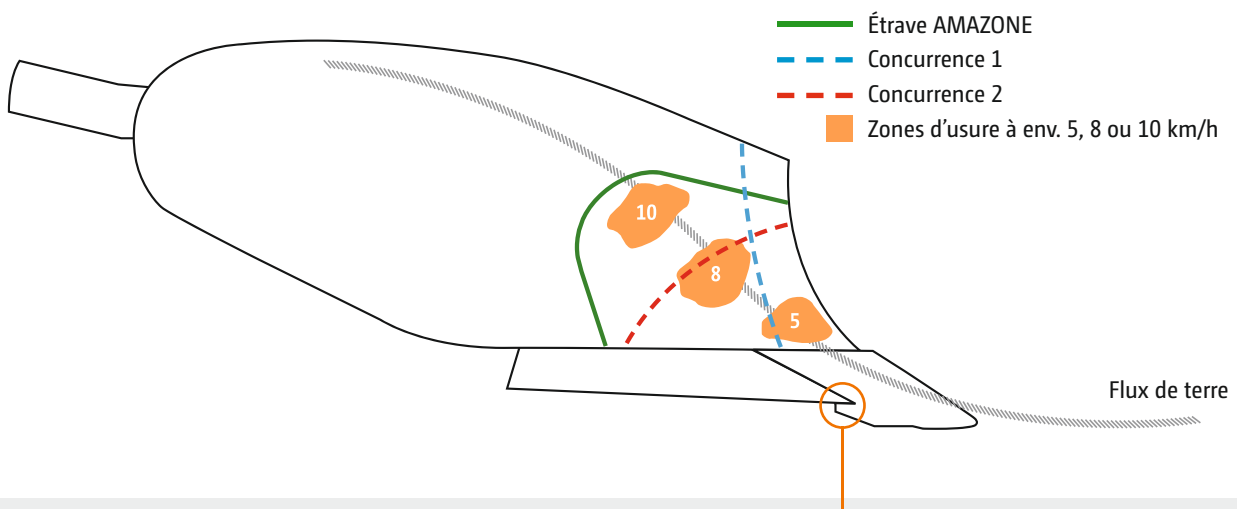 Étrave AMAZONE
Concurrence 1
Concurrence 2
Zones d’usure à env. 5, 8 ou 10 km/h
10
8
5
Flux de terre